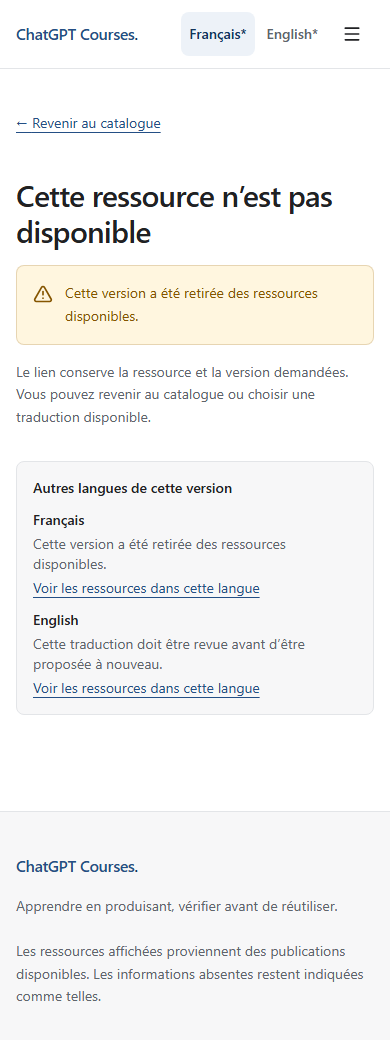 ChatGPT Courses.
Français*
English*
← Revenir au catalogue
Cette ressource n’est pas
disponible
Cette version a été retirée des ressources
disponibles.
Le lien conserve la ressource et la version demandées.
Vous pouvez revenir au catalogue ou choisir une
traduction disponible.
Autres langues de cette version
Français
Cette version a été retirée des ressources
disponibles.
Voir les ressources dans cette langue
English
Cette traduction doit être revue avant d’être
proposée à nouveau.
Voir les ressources dans cette langue
ChatGPT Courses.
Apprendre en produisant, vérifier avant de réutiliser.
Les ressources affichées proviennent des publications
disponibles. Les informations absentes restent indiquées
comme telles.